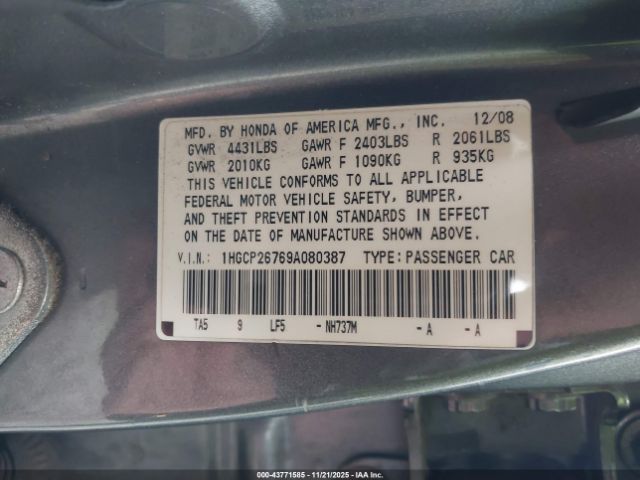 MFD. BY HONDA OF AMERICA MFG., INC. 12/08
GVWR 4431LBS GAWR F 2403LBS R 2061LBS
GVWR 2010KG GAWR F 1090KG R 935KG
THIS VEHICLE CONFORMS TO ALL APPLICABLE
FEDERAL MOTOR VEHICLE SAFETY, BUMPER,
AND THEFT PREVENTION STANDARDS IN EFFECT
ON THE DATE OF MANUFACTURE SHOWN ABOVE.
V.I.N.: 1HGCP26769A080387 TYPE:PASSENGER CAR
TA5 9 LF5 -NH737M -A -A
000-43771585 - 11/21/2025 - IAA Inc.